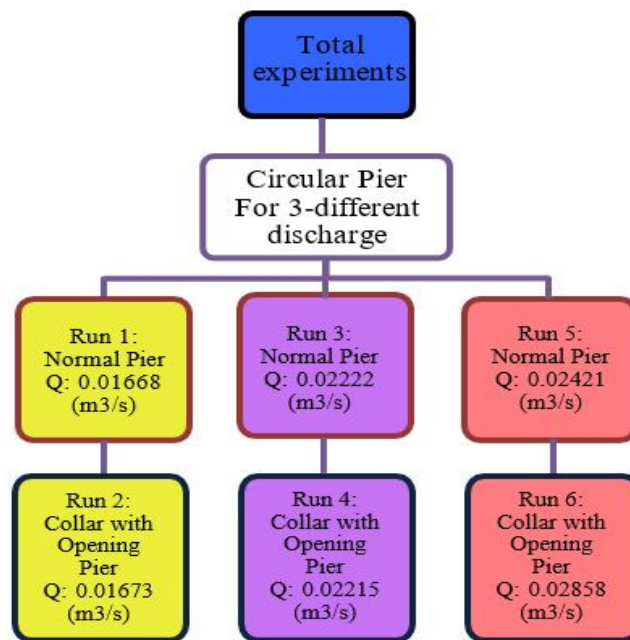 Total
experiments
Circular Pier
For 3-different
discharge
Run 1:
Normal Pier
Q: 0.01668
(m3/s)
Run 3:
Normal Pier
Q: 0.02222
(m3/s)
Run 5:
Normal Pier
Q: 0.02421
(m3/s)
Run 2:
Collar with
Opening
Pier
Q: 0.01673
(m3/s)
Run 4:
Collar with
Opening
Pier
Q: 0.02215
(m3/s)
Run 6:
Collar with
Opening
Pier
Q: 0.02858
(m3/s)